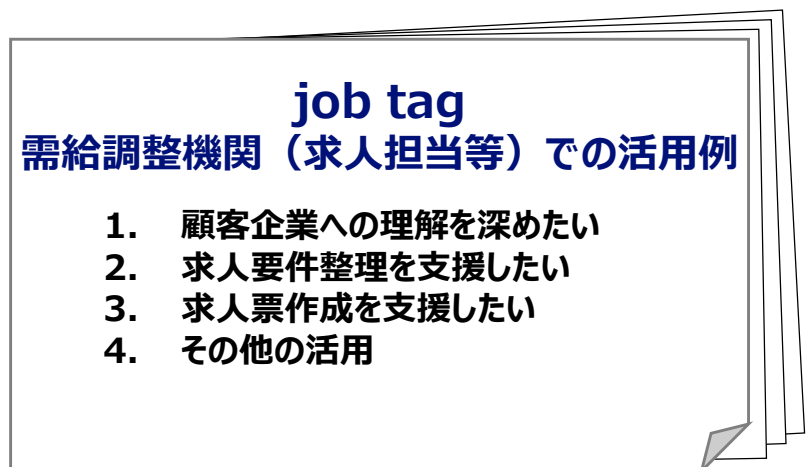 job tag
需給調整機関（求人担当等）での活用例
1. 顧客企業への理解を深めたい
2. 求人要件整理を支援したい
3. 求人票作成を支援したい
4. その他の活用